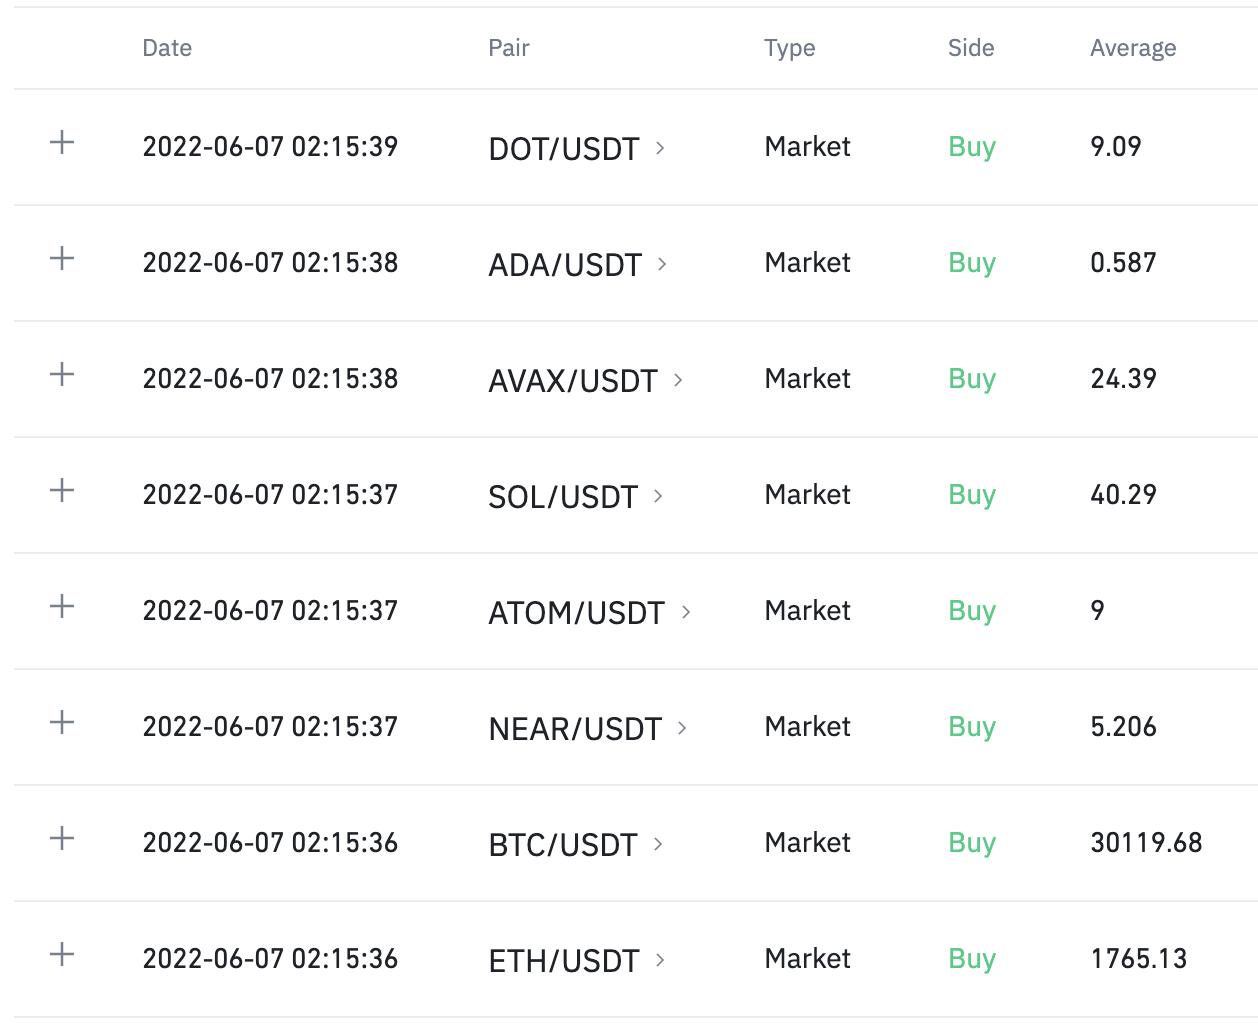 Date Pair Type Side Average
2022-06-07 02:15:39 DOT/USDT Market Buy 9.09
2022-06-07 02:15:38 ADA/USDT Market Buy 0.587
2022-06-07 02:15:38 AVAX/USDT Market Buy 24.39
2022-06-07 02:15:37 SOL/USDT Market Buy 40.29
2022-06-07 02:15:37 ATOM/USDT Market Buy 9
2022-06-07 02:15:37 NEAR/USDT Market Buy 5.206
2022-06-07 02:15:36 BTC/USDT Market Buy 30119.68
2022-06-07 02:15:36 ETH/USDT Market Buy 1765.13